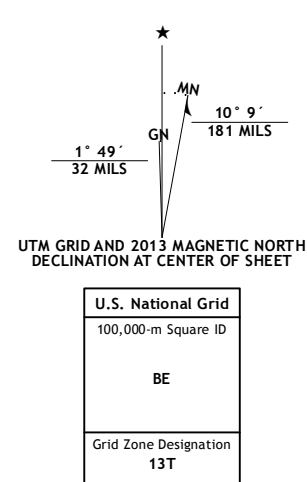 ★
MN
GN
10° 9´
181 MILS
1° 49´
32 MILS
UTM GRID AND 2013 MAGNETIC NORTH
DECLINATION AT CENTER OF SHEET
U.S. National Grid
100,000-m Square ID
BE
Grid Zone Designation
13T